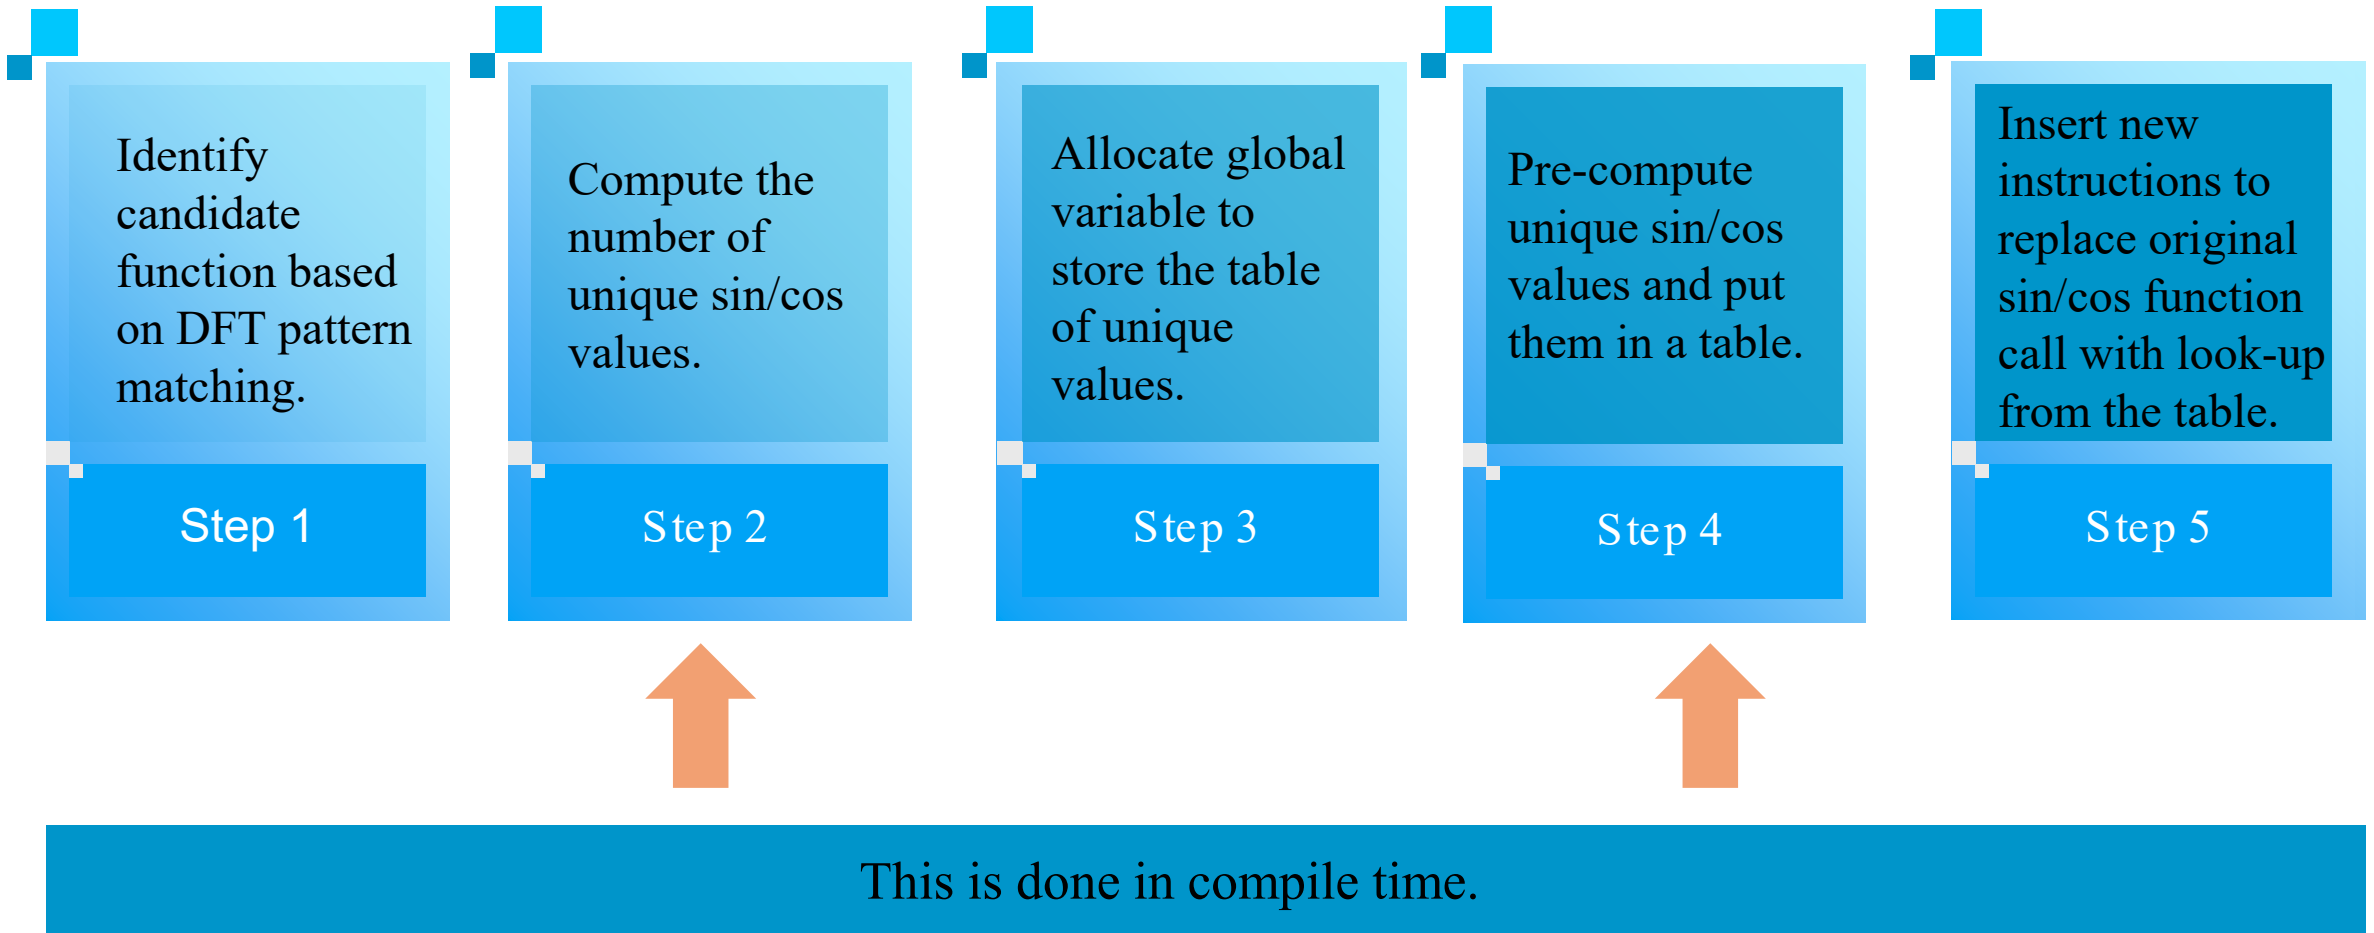 Identify
candidate
function based
on DFT pattern
matching.
Step 1
Compute the
number of
unique sin/cos
values.
Step 2
Allocate global
variable to
store the table
of unique
values.
Step 3
Pre-compute
unique sin/cos
values and put
them in a table.
Step 4
Insert new
instructions to
replace original
sin/cos function
call with look-up
from the table.
Step 5
This is done in compile time.